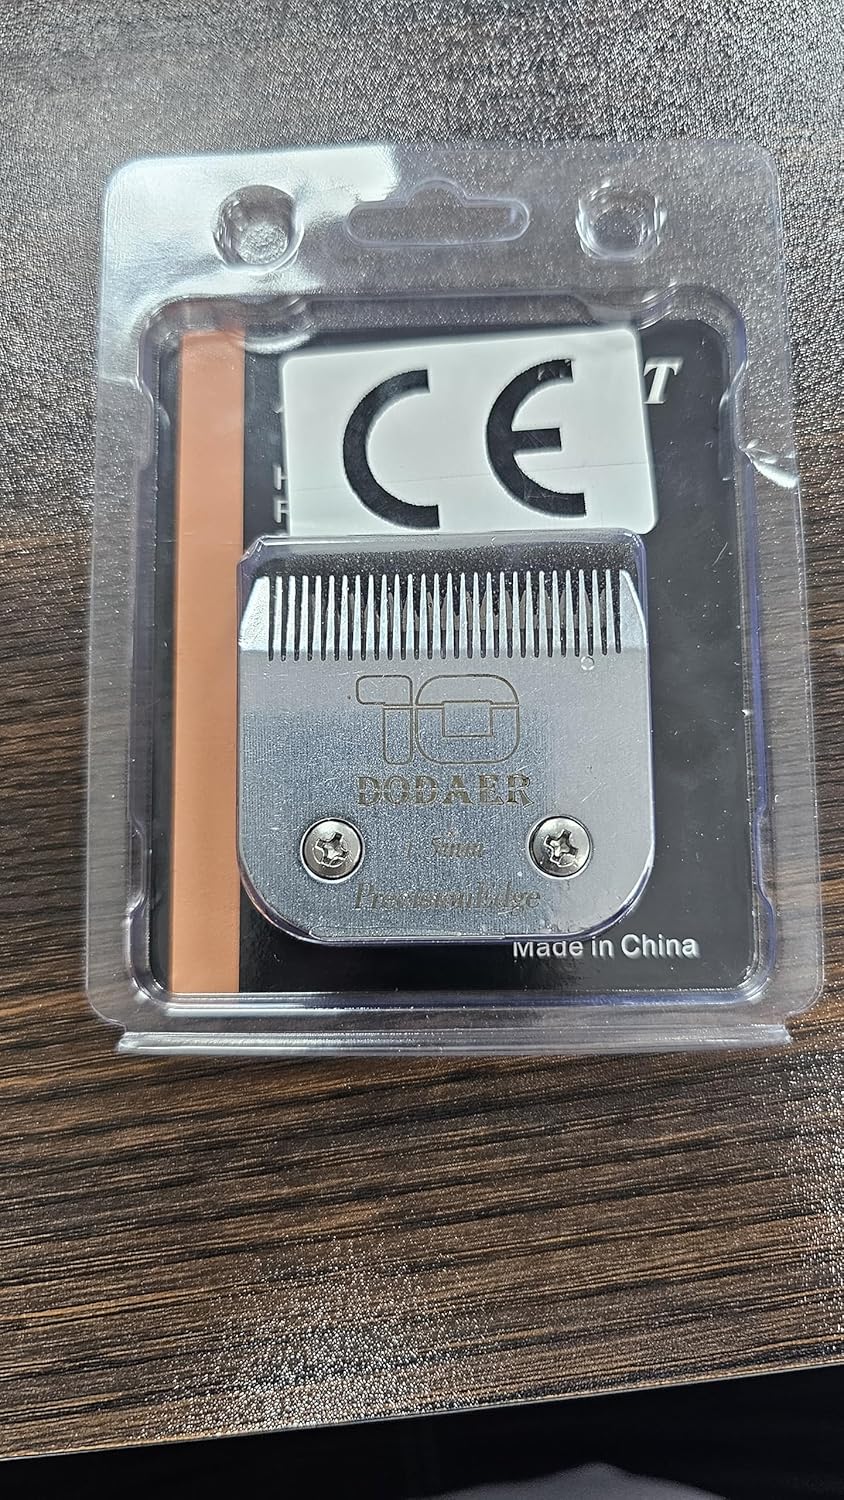 CE
T
10
DODAER
1.5mm
PrecisionEdge
Made in China